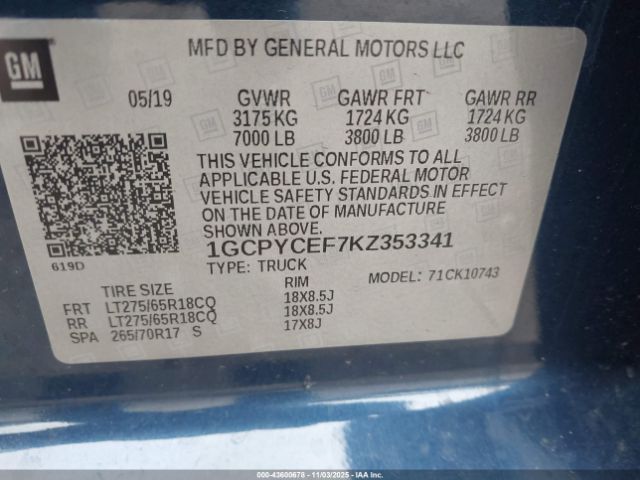 GM
MFD BY GENERAL MOTORS LLC
05/19 GVWR GAWR FRT GAWR RR
3175 KG 1724 KG 1724 KG
7000 LB 3800 LB 3800 LB
THIS VEHICLE CONFORMS TO ALL
APPLICABLE U.S. FEDERAL MOTOR
VEHICLE SAFETY STANDARDS IN EFFECT
ON THE DATE OF MANUFACTURE
SHOWN ABOVE.
1GCPYCEF7KZ353341
619D
TYPE: TRUCK MODEL: 71CK10743
TIRE SIZE RIM
FRT LT275/65R18CQ 18X8.5J
RR LT275/65R18CQ 18X8.5J
SPA 265/70R17 S 17X8J
000-43600678 - 11/03/2025 - IAA Inc.